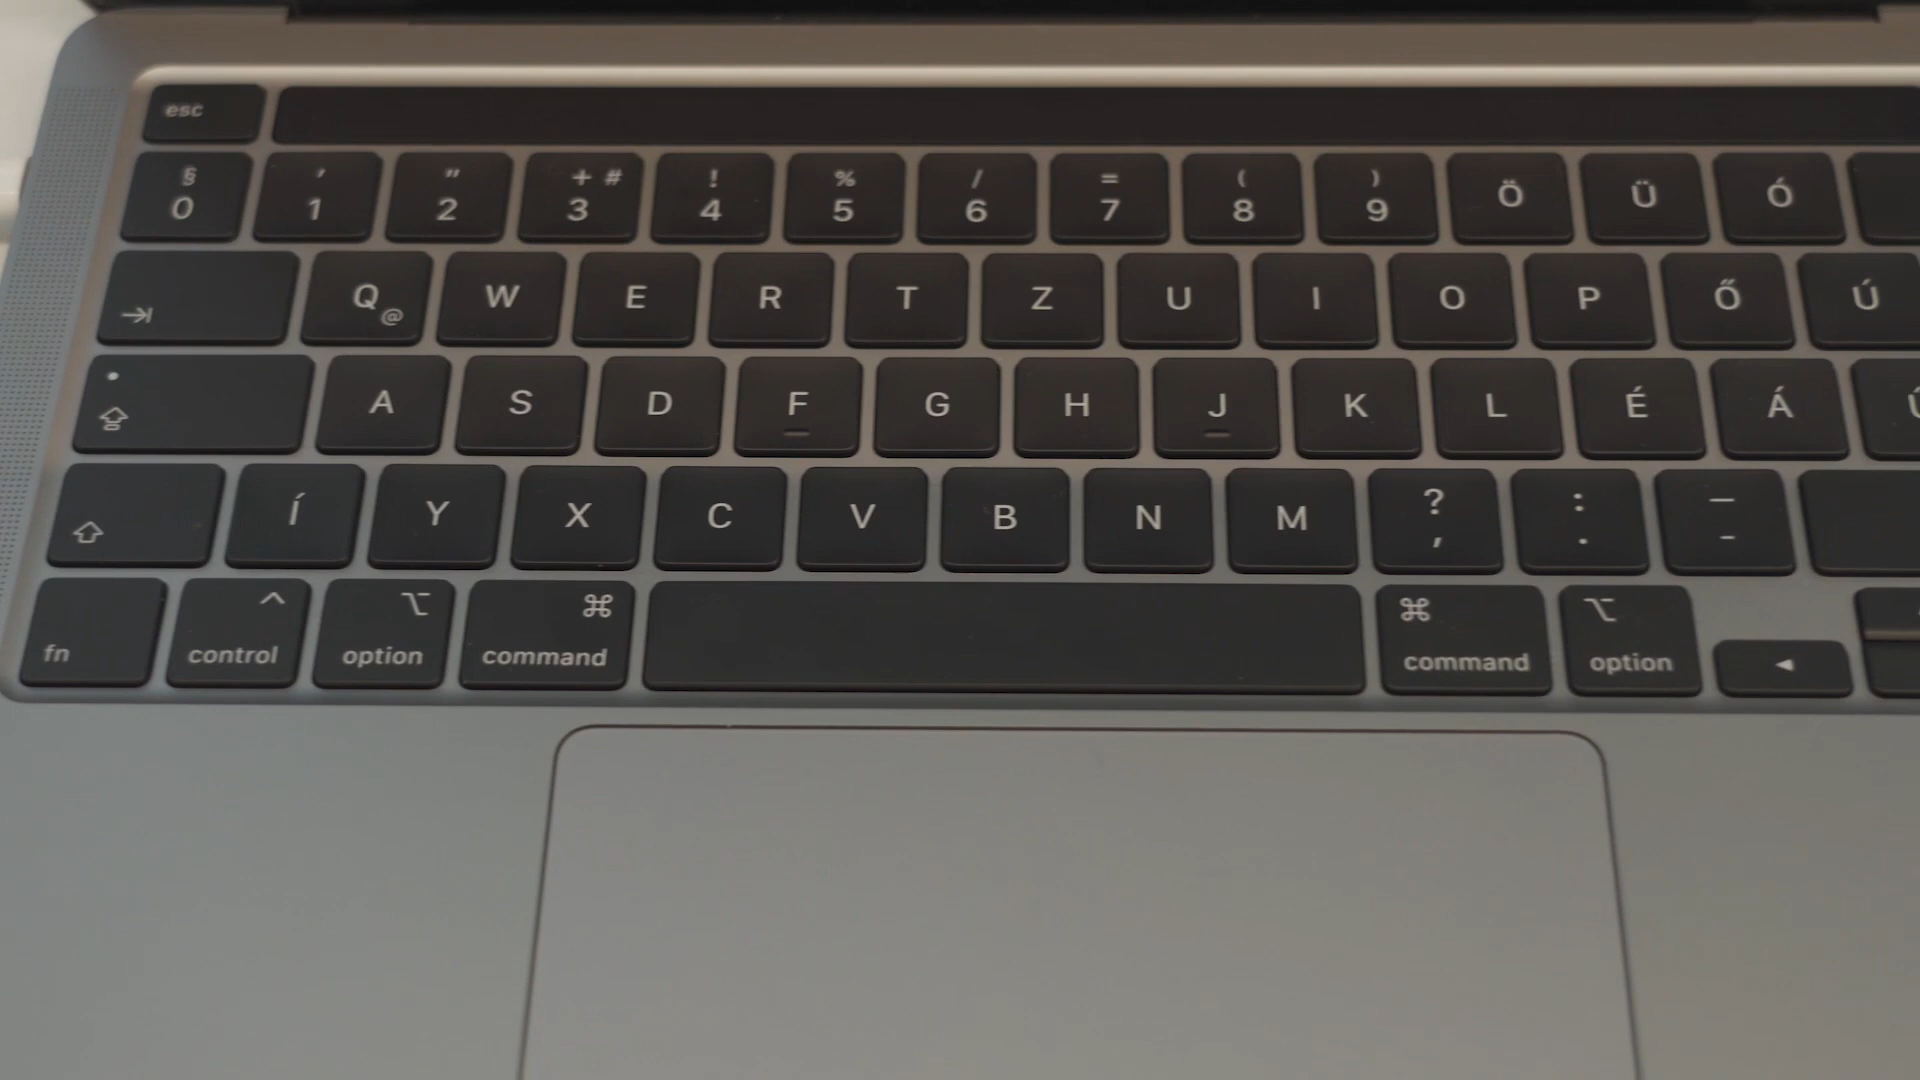 esc
§ ' " + # ! % / = ( )
0 1 2 3 4 5 6 7 8 9 Ö Ü Ó
Q @ W E R T Z U I O P Ő Ú
A S D F G H J K L É Á
Í Y X C V B N M ? , : . _ -
^ ⌥ ⌘ ⌘ ⌥
fn control option command command option